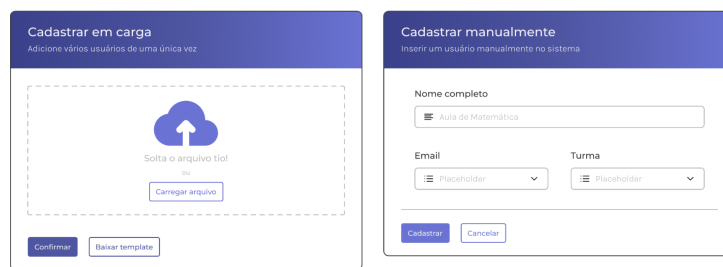 Cadastrar em carga
Adicione vários usuários de uma única vez
Solta o arquivo tio!
ou
Carregar arquivo
Confirmar
Baixar template
Cadastrar manualmente
Inserir um usuário manualmente no sistema
Nome completo
Aula de Matemática
Email
Turma
Placeholder
Placeholder
Cadastrar
Cancelar